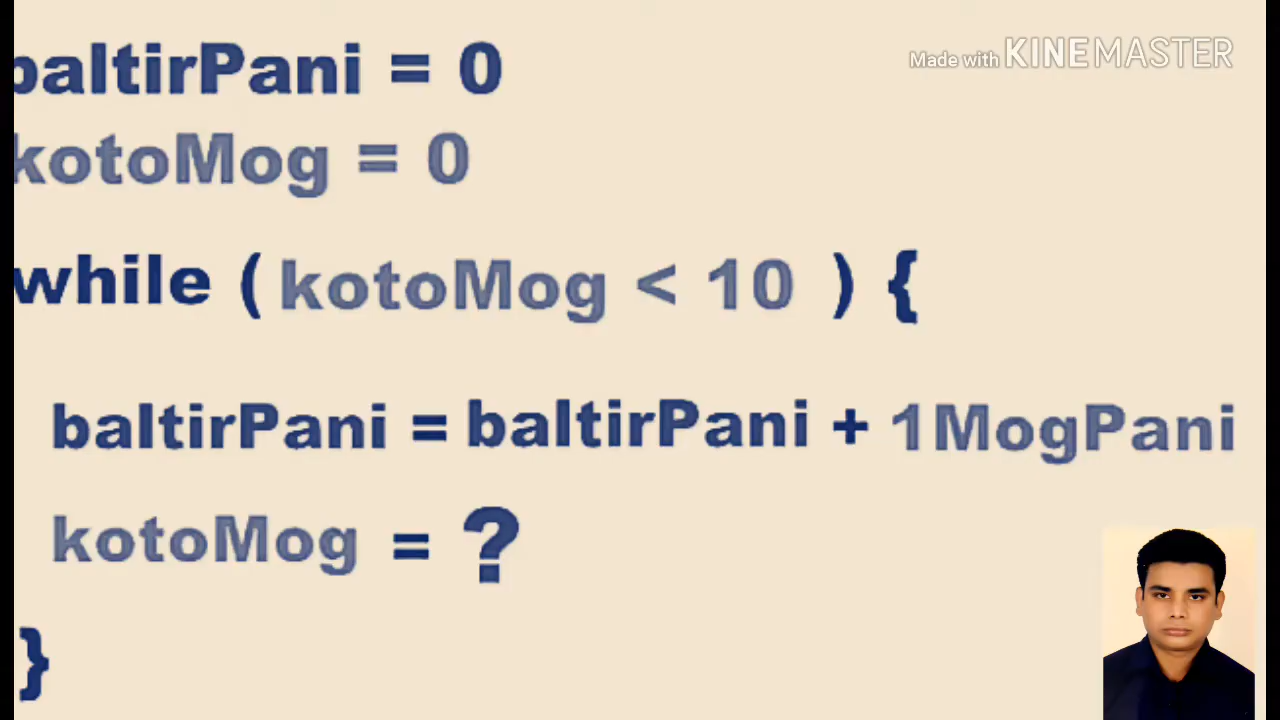 Made with KINEMASTER
baltirPani = 0
kotoMog = 0
while ( kotoMog < 10 ) {
baltirPani = baltirPani + 1MogPani
kotoMog = ?
}